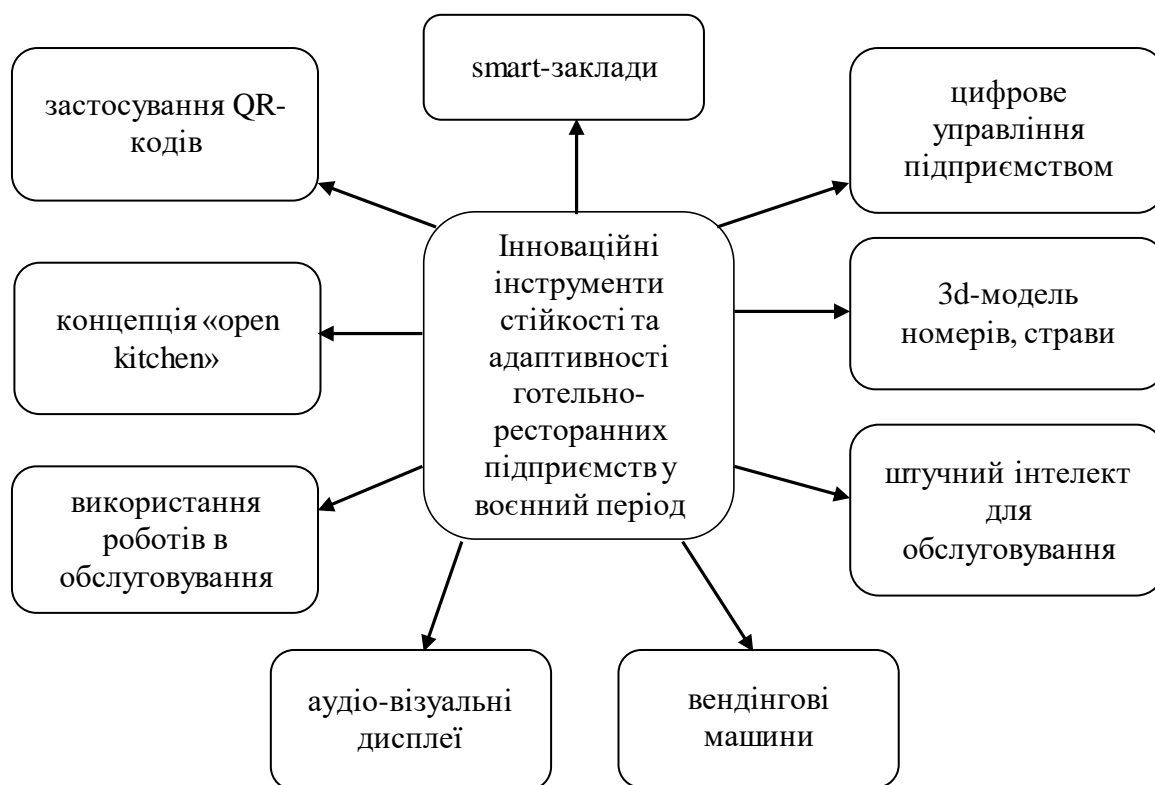 smart-заклади
застосування QR-
кодів
цифрове
управління
підприємством
Інноваційні
інструменти
стійкості та
адаптивності
готельно-
ресторанних
підприємств у
воєнний період
концепція «open
kitchen»
3d-модель
номерів, страви
використання
роботів в
обслуговування
штучний інтелект
для
обслуговування
аудіо-візуальні
дисплеї
вендінгові
машини